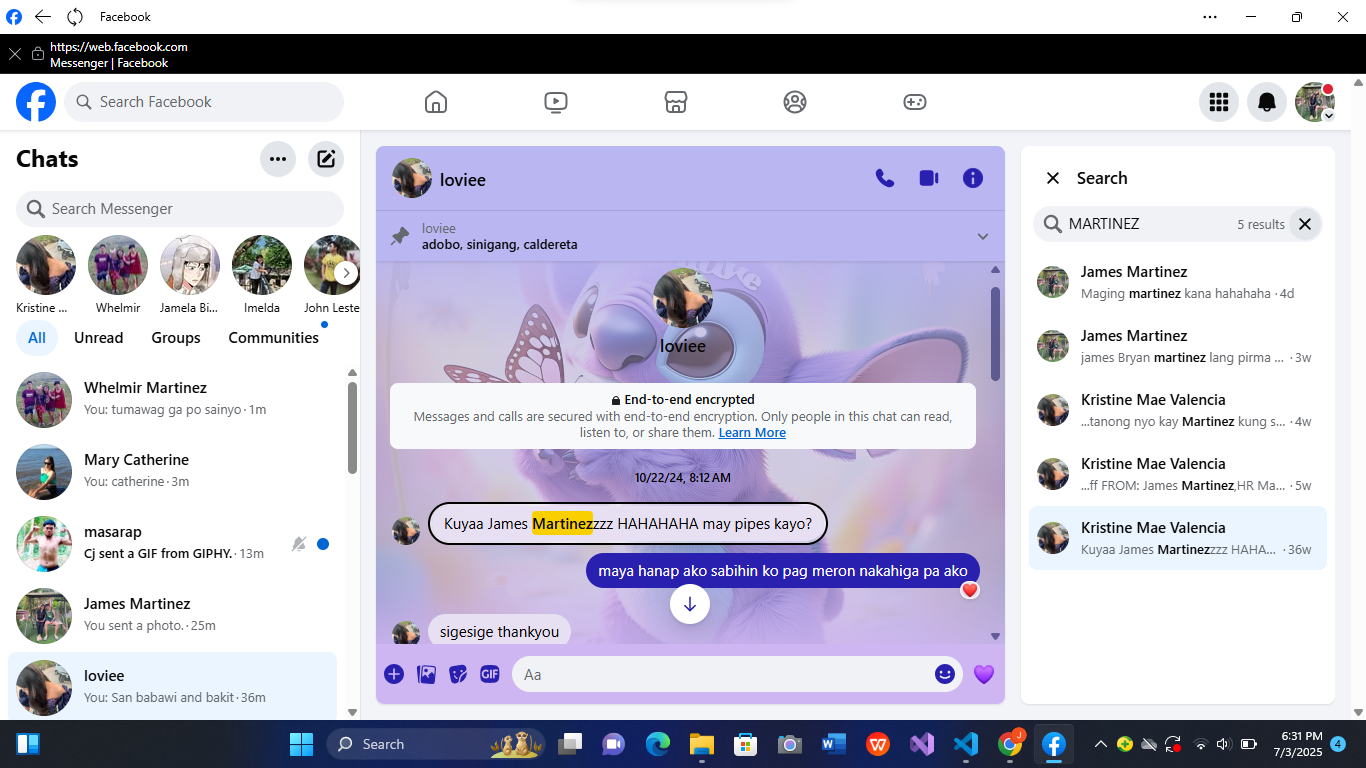 Facebook
https://web.facebook.com
Messenger | Facebook
Search Facebook
Chats
Search Messenger
Kristine ...
Whelmir
Jamela Bi...
Imelda
John Leste
All
Unread
Groups
Communities
Whelmir Martinez
You: tumawag ga po sainyo · 1m
Mary Catherine
You: catherine · 3m
masarap
Cj sent a GIF from GIPHY. · 13m
James Martinez
You sent a photo. · 25m
loviee
You: San babawi and bakit · 36m
loviee
loviee
adobo, sinigang, caldereta
loviee
End-to-end encrypted
Messages and calls are secured with end-to-end encryption. Only people in this chat can read,
listen to, or share them. Learn More
10/22/24, 8:12 AM
Kuyaa James Martinezzzz HAHAHAHA may pipes kayo?
maya hanap ako sabihin ko pag meron nakahiga pa ako
sigesige thankyou
GIF
Aa
Search
MARTINEZ
5 results
James Martinez
Maging martinez kana hahahaha · 4d
James Martinez
james Bryan martinez lang pirma ... · 3w
Kristine Mae Valencia
...tanong nyo kay Martinez kung s... · 4w
Kristine Mae Valencia
...ff FROM: James Martinez,HR Ma... · 5w
Kristine Mae Valencia
Kuyaa James Martinezzzz HAHA... · 36w
Search
J
6:31 PM
7/3/2025
4